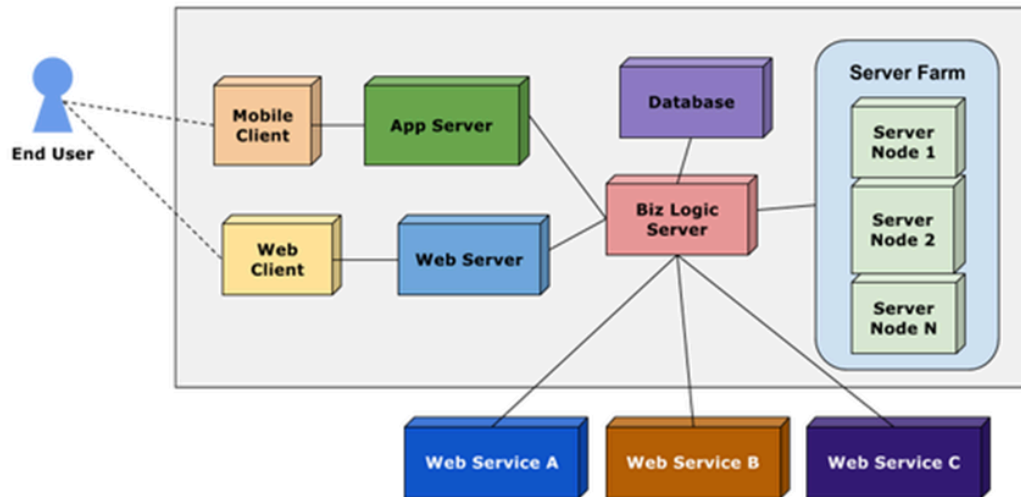 End User
Mobile
Client
App Server
Web
Client
Web Server
Database
Biz Logic
Server
Server Farm
Server
Node 1
Server
Node 2
Server
Node N
Web Service A
Web Service B
Web Service C